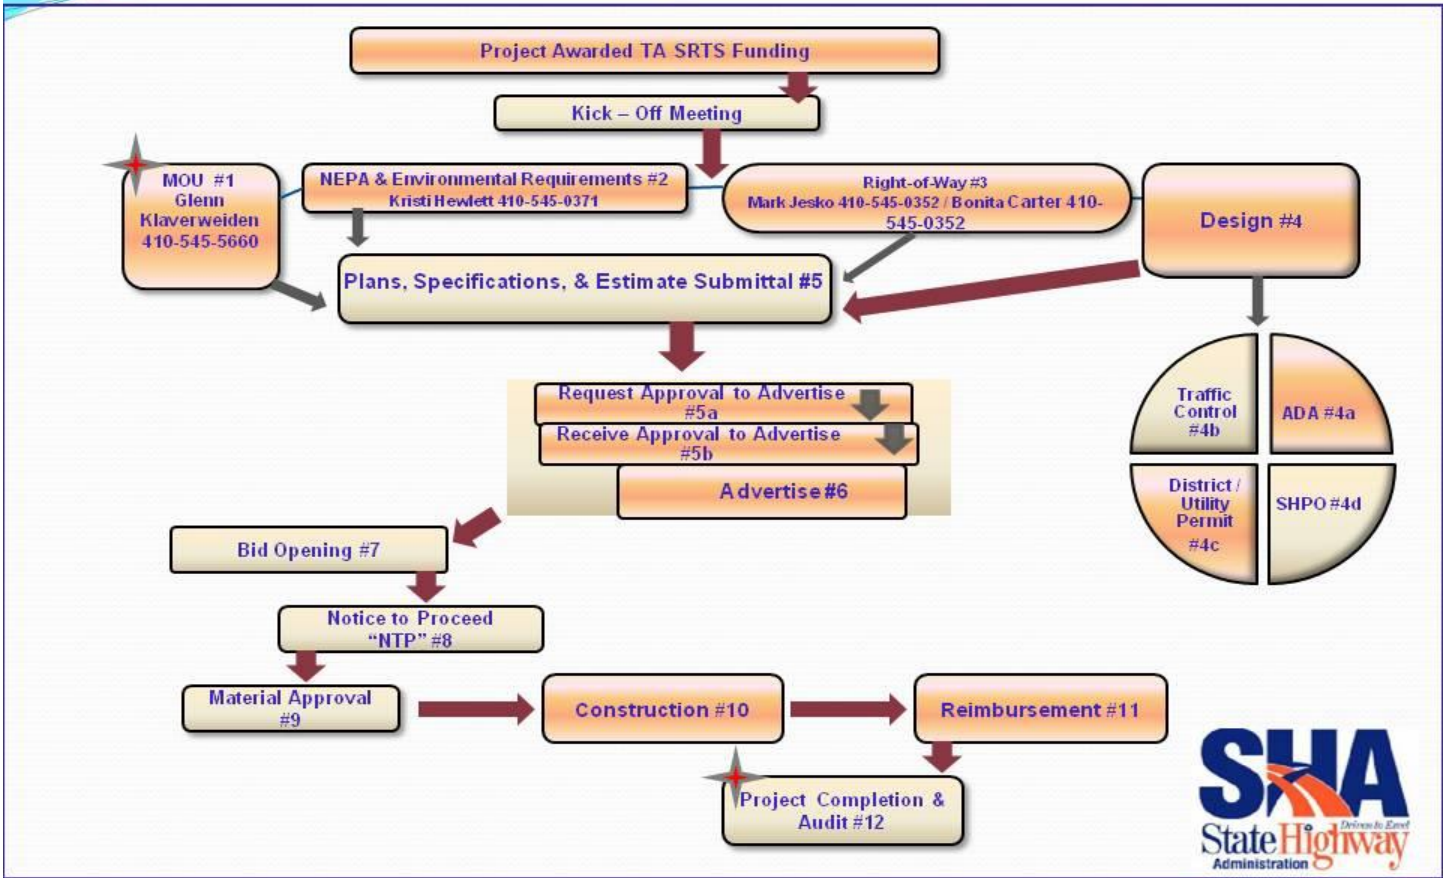 Project Awarded TA SRTS Funding
Kick – Off Meeting
MOU #1
Glenn
Klaverweiden
410-545-5660
NEPA & Environmental Requirements #2
Kristi Hewlett 410-545-0371
Right-of-Way #3
Mark Jesko 410-545-0352 / Bonita Carter 410-
545-0352
Design #4
Plans, Specifications, & Estimate Submittal #5
Traffic
Control
#4b
ADA #4a
District /
Utility
Permit
#4c
SHPO #4d
Request Approval to Advertise
#5a
Receive Approval to Advertise
#5b
Advertise #6
Bid Opening #7
Notice to Proceed
“NTP” #8
Material Approval
#9
Construction #10
Reimbursement #11
Project Completion &
Audit #12
SHA
Driven to Excel
State Highway
Administration